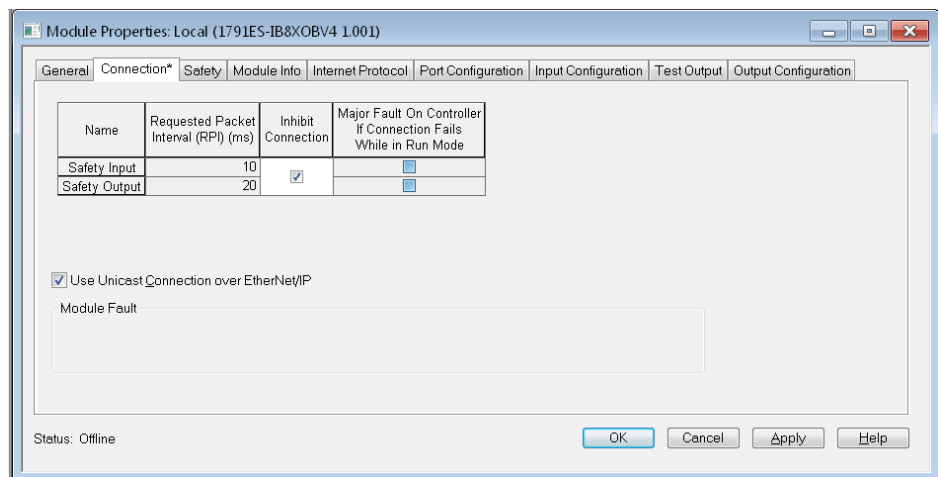 Module Properties: Local (1791ES-IB8XOBV4 1.001)
General Connection* Safety Module Info Internet Protocol Port Configuration Input Configuration Test Output Output Configuration
Name
Requested Packet
Interval (RPI) (ms)
Inhibit
Connection
Major Fault On Controller
If Connection Fails
While in Run Mode
Safety Input 10
Safety Output 20
Use Unicast Connection over EtherNet/IP
Module Fault
Status: Offline
OK Cancel Apply Help